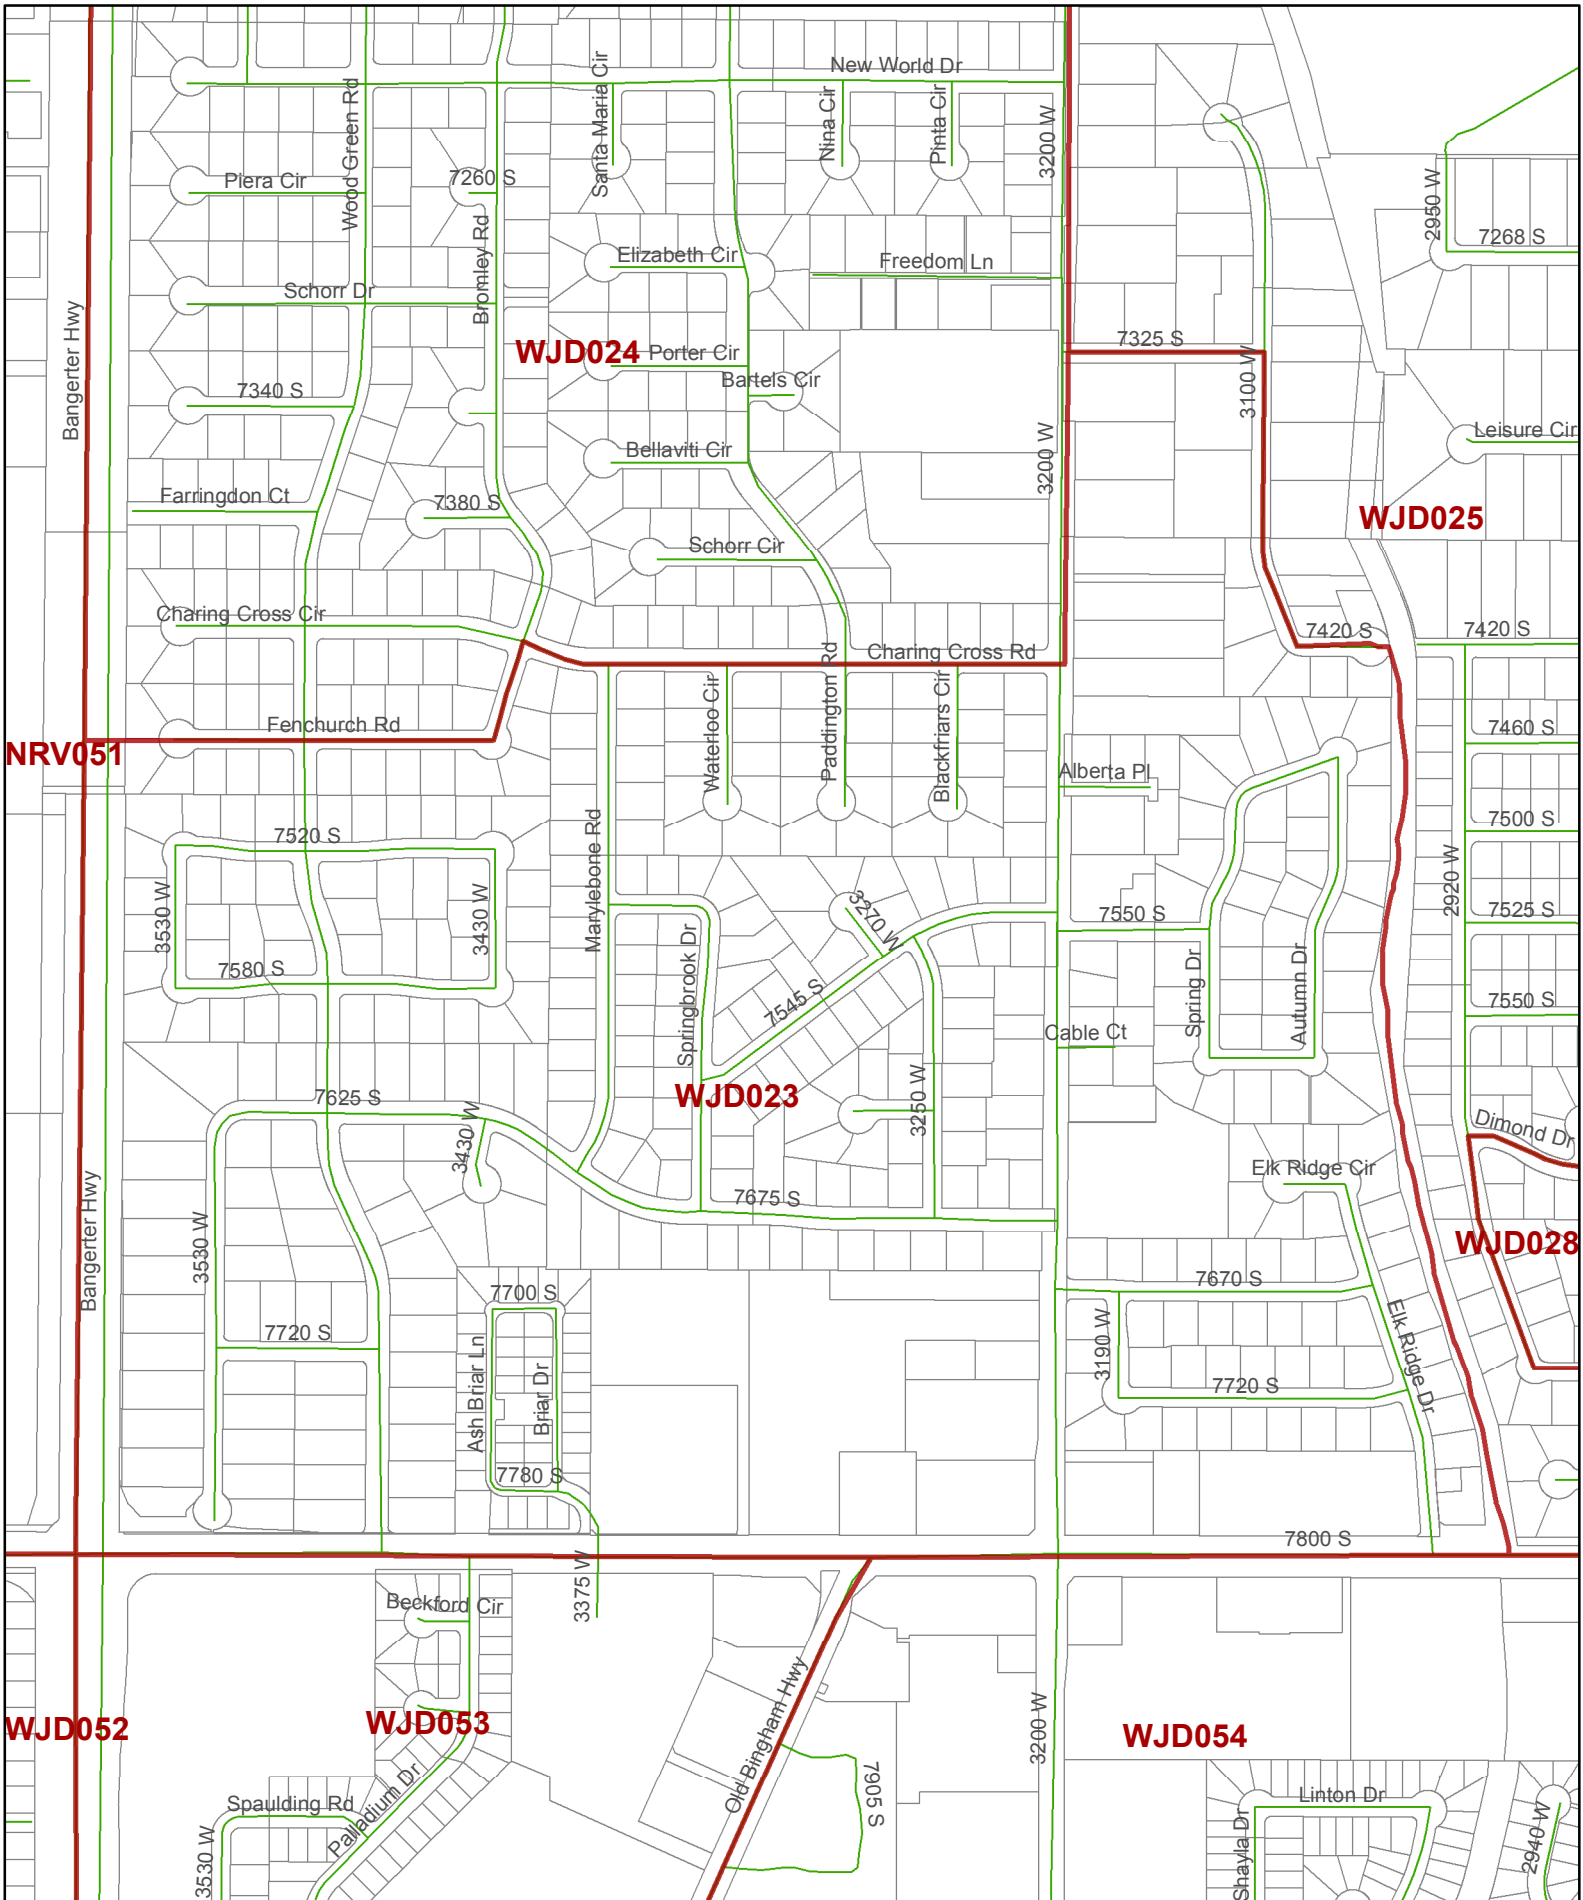 New World Dr
Santa Maria Cir
Wood Green Rd
Nina Cir
Pinta Cir
3200 W
Piera Cir
7260 S
2950 W
7268 S
Bromley Rd
Elizabeth Cir
Freedom Ln
Schorr Dr
Bangerter Hwy
WJD024
Porter Cir
7325 S
3100 W
Bartels Cir
7340 S
Leisure Cir
Bellaviti Cir
3200 W
Farringdon Ct
7380 S
WJD025
Schorr Cir
Charing Cross Cir
7420 S
7420 S
Charing Cross Rd
Paddington Rd
Waterloo Cir
Blackfriars Cir
Fenchurch Rd
7460 S
NRV051
Alberta Pl
7520 S
7500 S
Marylebone Rd
2920 W
3530 W
3430 W
3270 W
7550 S
7525 S
Springbrook Dr
7580 S
7545 S
Spring Dr
Autumn Dr
7550 S
Cable Ct
WJD023
7625 S
3430 W
3250 W
Dimond Dr
Elk Ridge Cir
7675 S
Bangerter Hwy
3530 W
WJD028
7670 S
7700 S
7720 S
3190 W
Elk Ridge Dr
Ash Briar Ln
Briar Dr
7720 S
7780 S
7800 S
3375 W
Beckford Cir
WJD052
WJD053
Old Bingham Hwy
3200 W
WJD054
7905 S
Palladium Dr
Spaulding Rd
3530 W
Linton Dr
Shayla Dr
2940 W